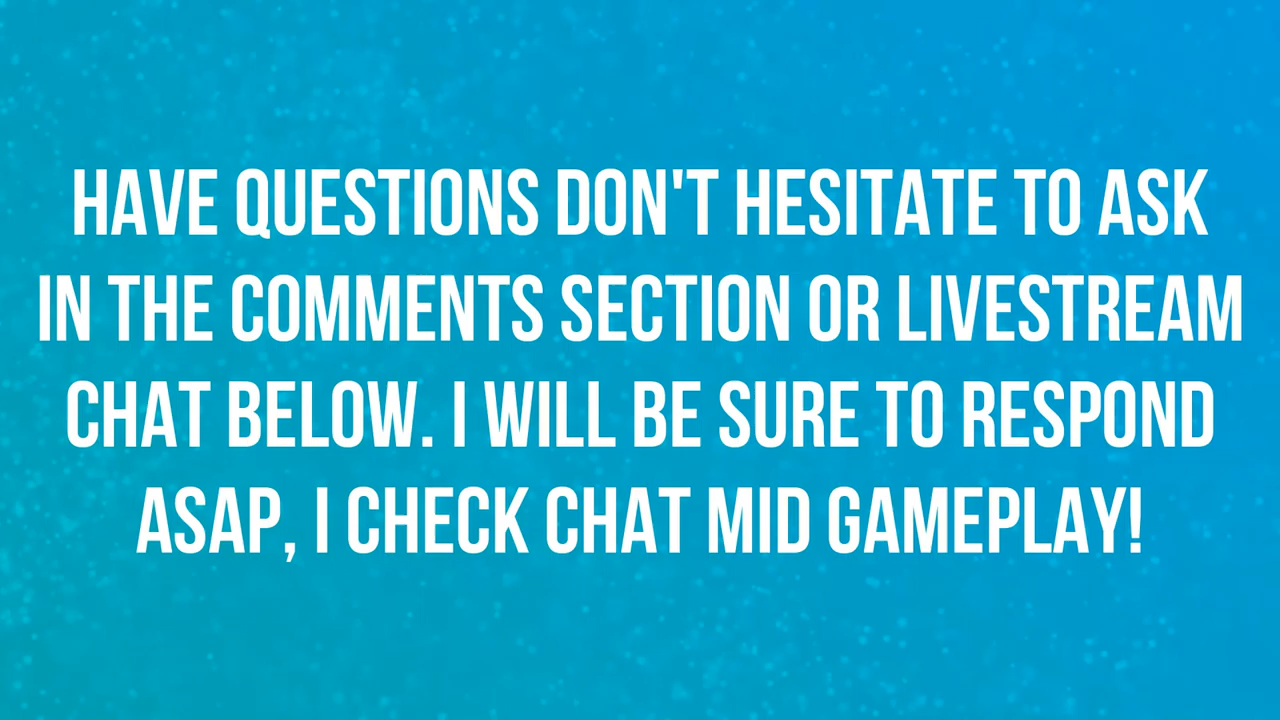 HAVE QUESTIONS DON'T HESITATE TO ASK
IN THE COMMENTS SECTION OR LIVESTREAM
CHAT BELOW. I WILL BE SURE TO RESPOND
ASAP, I CHECK CHAT MID GAMEPLAY!